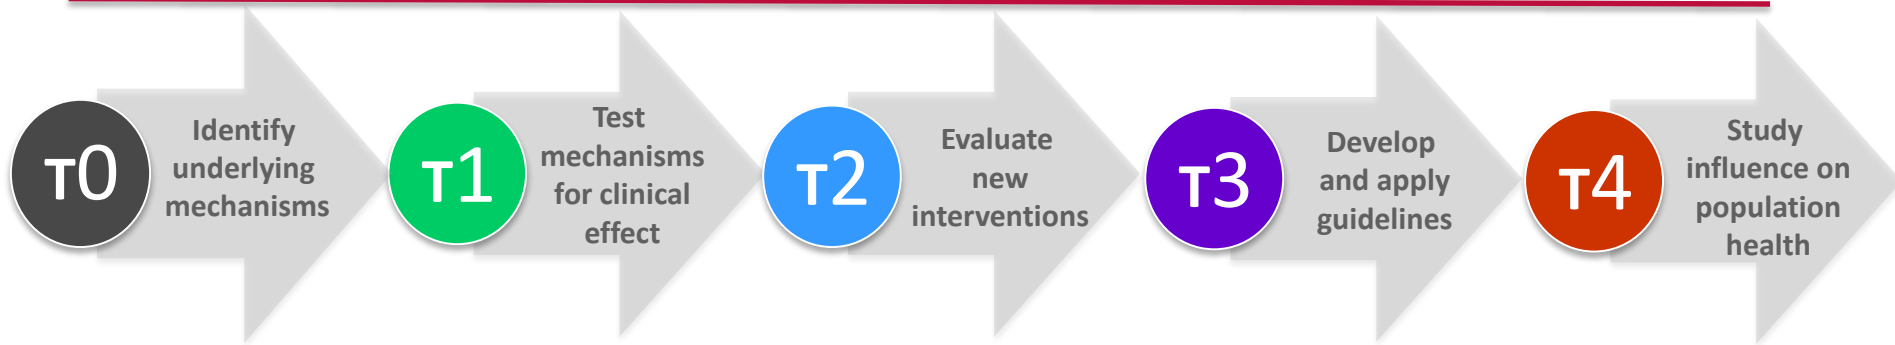 T0
Identify
underlying
mechanisms
T1
Test
mechanisms
for clinical
effect
T2
Evaluate
new
interventions
T3
Develop
and apply
guidelines
T4
Study
influence on
population
health